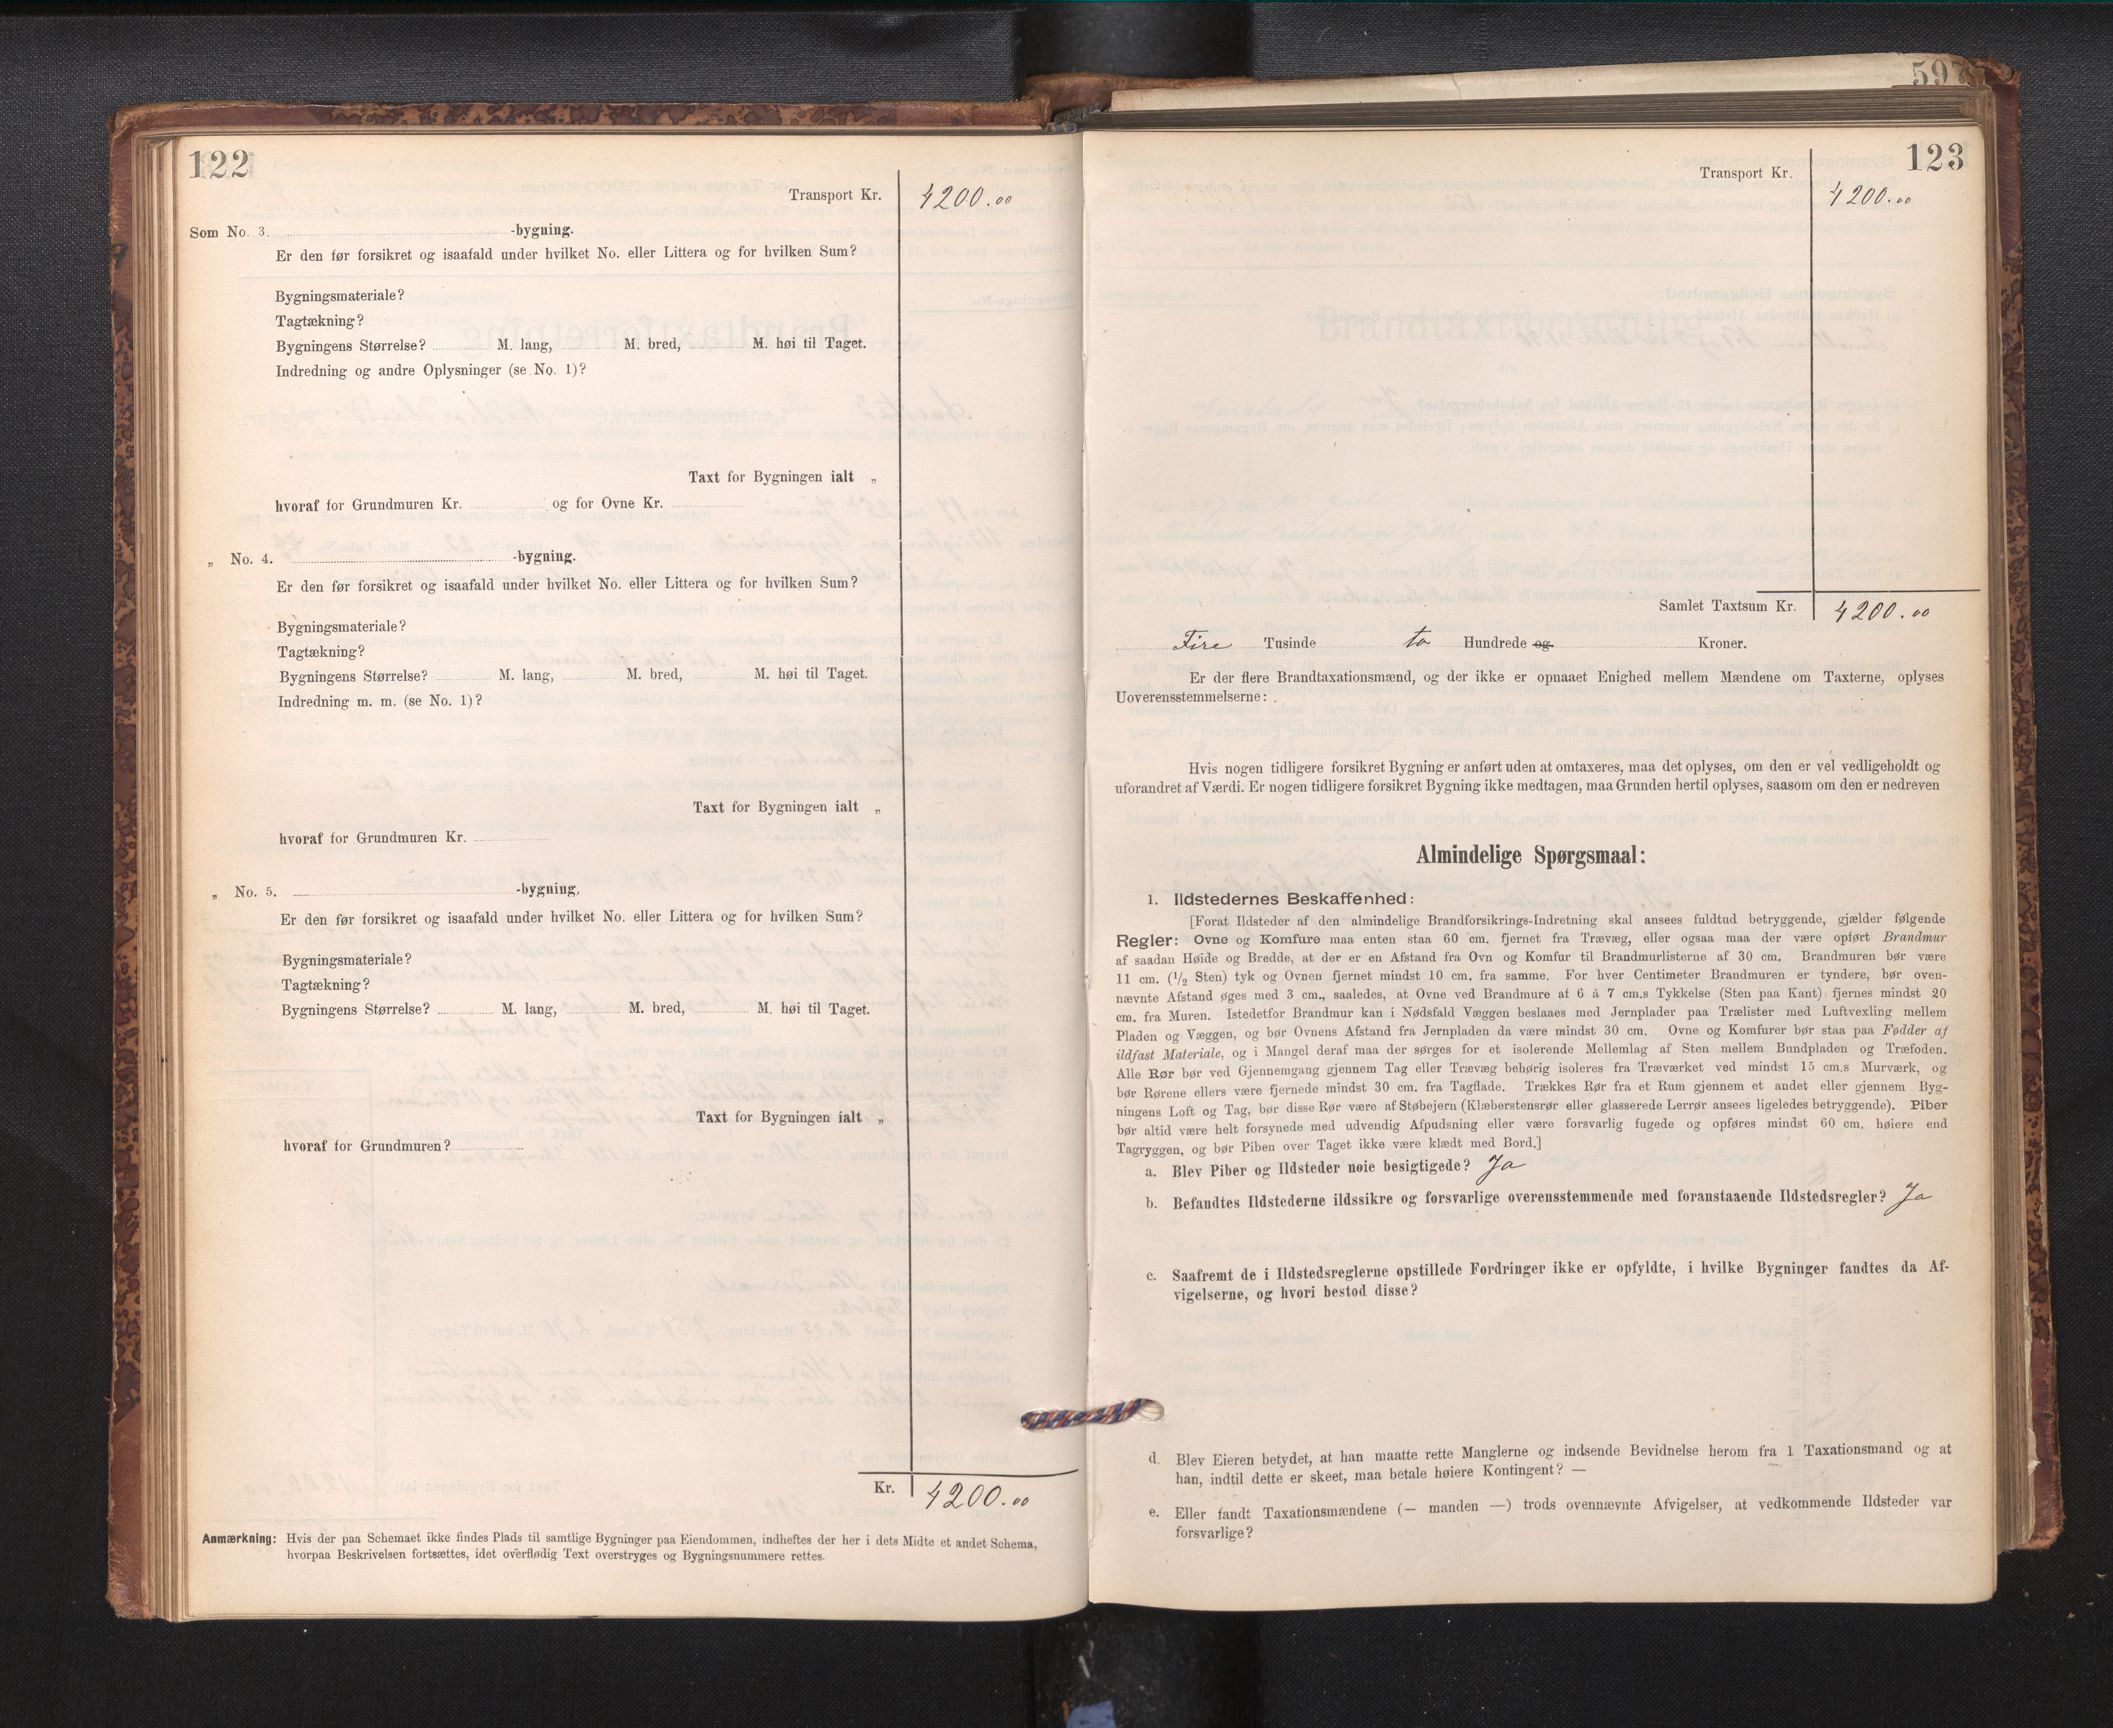 122
Transport Kr. 4200.00
Som No. 3. -bygning.
Er den før forsikret og isaafald under hvilket No. eller Littera og for hvilken Sum?
Bygningsmateriale?
Tagtækning?
Bygningens Størrelse? M. lang, M. bred, M. høi til Taget.
Indredning og andre Oplysninger (se No. 1)?
Taxt for Bygningen ialt „
hvoraf for Grundmuren Kr. og for Ovne Kr.
„ No. 4. -bygning.
Er den før forsikret og isaafald under hvilket No. eller Littera og for hvilken Sum?
Bygningsmateriale?
Tagtækning?
Bygningens Størrelse? M. lang, M. bred, M. høi til Taget.
Indredning m. m. (se No. 1)?
Taxt for Bygningen ialt „
hvoraf for Grundmuren Kr.
„ No. 5. -bygning,
Er den før forsikret og isaafald under hvilket No. eller Littera og for hvilken Sum?
Bygningsmateriale?
Tagtækning?
Bygningens Størrelse? M. lang, M. bred, M. høi til Taget.
Taxt for Bygningen ialt „
hvoraf for Grundmuren?
Kr. 4200.00
Anmærkning: Hvis der paa Schemaet ikke findes Plads til samtlige Bygninger paa Eiendommen, indheftes der her i dets Midte et andet Schema,
hvorpaa Beskrivelsen fortsættes, idet overflødig Text overstryges og Bygningsnummere rettes.
597
123
Transport Kr. 4200.00
Samlet Taxtsum Kr. 4200.00
Fire Tusinde to Hundrede og Kroner.
Er der flere Brandtaxationsmænd, og der ikke er opnaaet Enighed mellem Mændene om Taxterne, oplyses
Uoverensstemmelserne:
Hvis nogen tidligere forsikret Bygning er anført uden at omtaxeres, maa det oplyses, om den er vel vedligeholdt og
uforandret af Værdi. Er nogen tidligere forsikret Bygning ikke medtagen, maa Grunden hertil oplyses, saasom om den er nedreven
Almindelige Spørgsmaal:
1. Ildstedernes Beskaffenhed:
[Forat Ildsteder af den almindelige Brandforsikrings-Indretning skal ansees fuldtud betryggende, gjælder følgende
Regler: Ovne og Komfure maa enten staa 60 cm. fjernet fra Trævæg, eller ogsaa maa der være opført Brandmur
af saadan Høide og Bredde, at der er en Afstand fra Ovn og Komfur til Brandmurlisterne af 30 cm. Brandmuren bør være
11 cm. (1/2 Sten) tyk og Ovnen fjernet mindst 10 cm. fra samme. For hver Centimeter Brandmuren er tyndere, bør oven-
nævnte Afstand øges med 3 cm., saaledes, at Ovne ved Brandmure af 6 à 7 cm.s Tykkelse (Sten paa Kant) fjernes mindst 20
cm. fra Muren. Istedetfor Brandmur kan i Nødsfald Væggen beslaaes med Jernplader paa Trælister med Luftvexling mellem
Pladen og Væggen, og bør Ovnens Afstand fra Jernpladen da være mindst 30 cm. Ovne og Komfurer bør staa paa Fødder af
ildfast Materiale, og i Mangel deraf maa der sørges for et isolerende Mellemlag af Sten mellem Bundpladen og Træfoden.
Alle Rør bør ved Gjennemgang gjennem Tag eller Trævæg behørig isoleres fra Træværket ved mindst 15 cm.s Murværk, og
bør Rørene ellers være fjernede mindst 30 cm. fra Tagflade. Trækkes Rør fra et Rum gjennem et andet eller gjennem Byg-
ningens Loft og Tag, bør disse Rør være af Støbejern (Klæberstensrør eller glasserede Lerrør ansees ligeledes betryggende). Piber
bør altid være helt forsynede med udvendig Afpudsning eller være forsvarlig fugede og opføres mindst 60 cm. høiere end
Tagryggen, og bør Piben over Taget ikke være klædt med Bord.]
a. Blev Piber og Ildsteder nøie besigtigede? Ja
b. Befandtes Ildstederne ildssikre og forsvarlige overensstemmende med foranstaaende Ildstedsregler? Ja
c. Saafremt de i Ildstedsreglerne opstillede Fordringer ikke er opfyldte, i hvilke Bygninger fandtes da Af-
vigelserne, og hvori bestod disse?
d. Blev Eieren betydet, at han maatte rette Manglerne og indsende Bevidnelse herom fra 1 Taxationsmand og at
han, indtil dette er skeet, maa betale høiere Kontingent? —
e. Eller fandt Taxationsmændene (— manden —) trods ovennævnte Afvigelser, at vedkommende Ildsteder var
forsvarlige?